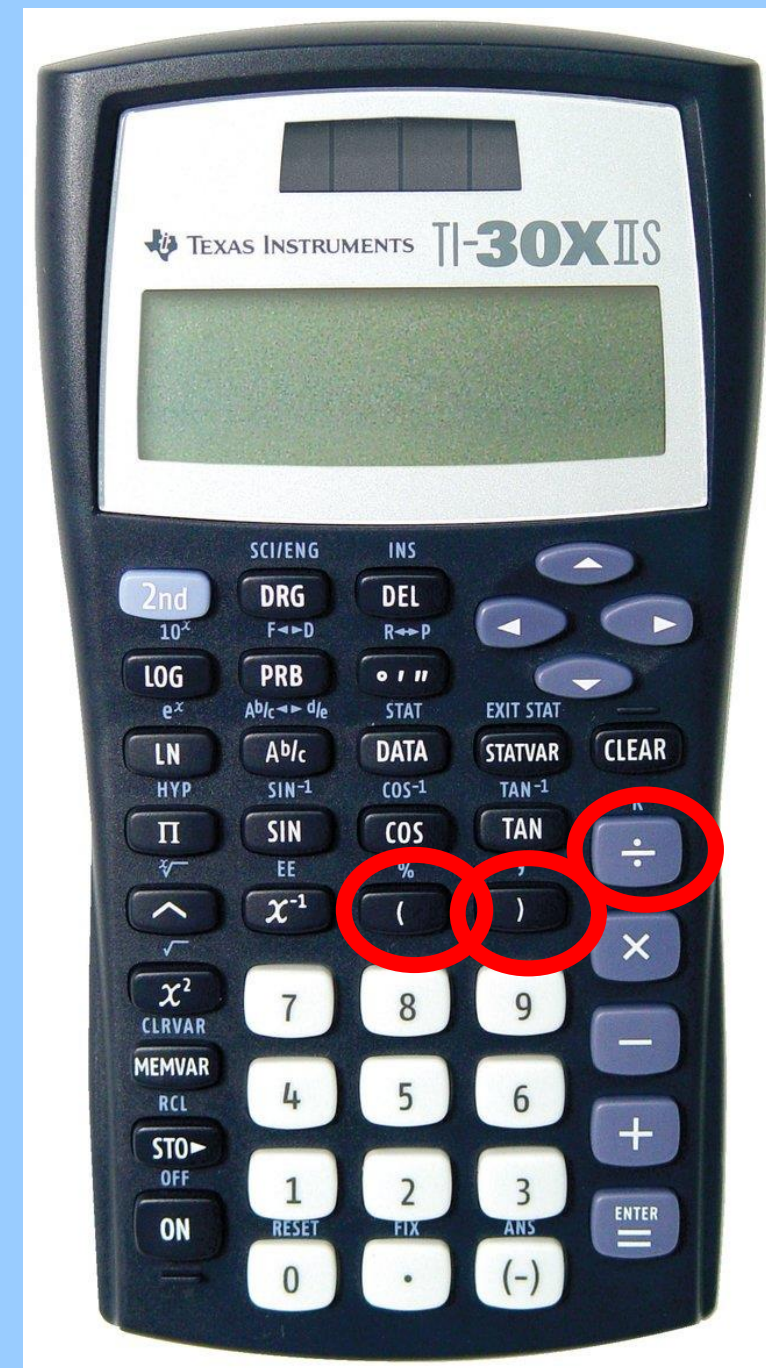 TEXAS INSTRUMENTS TI-30X IIS
SCI/ENG INS
2nd DRG DEL
10ˣ F◄►D R◄►P
LOG PRB ° ' "
eˣ Ab/c◄►d/e STAT EXIT STAT
LN Ab/c DATA STATVAR CLEAR
HYP SIN⁻¹ COS⁻¹ TAN⁻¹ K
Π SIN COS TAN ÷
ˣ√ EE % ,
^ x⁻¹ ( ) ×
√
x² 7 8 9 −
CLRVAR
MEMVAR 4 5 6 +
RCL
STO► 1 2 3 ENTER =
OFF
ON RESET FIX ANS
0 . (-)